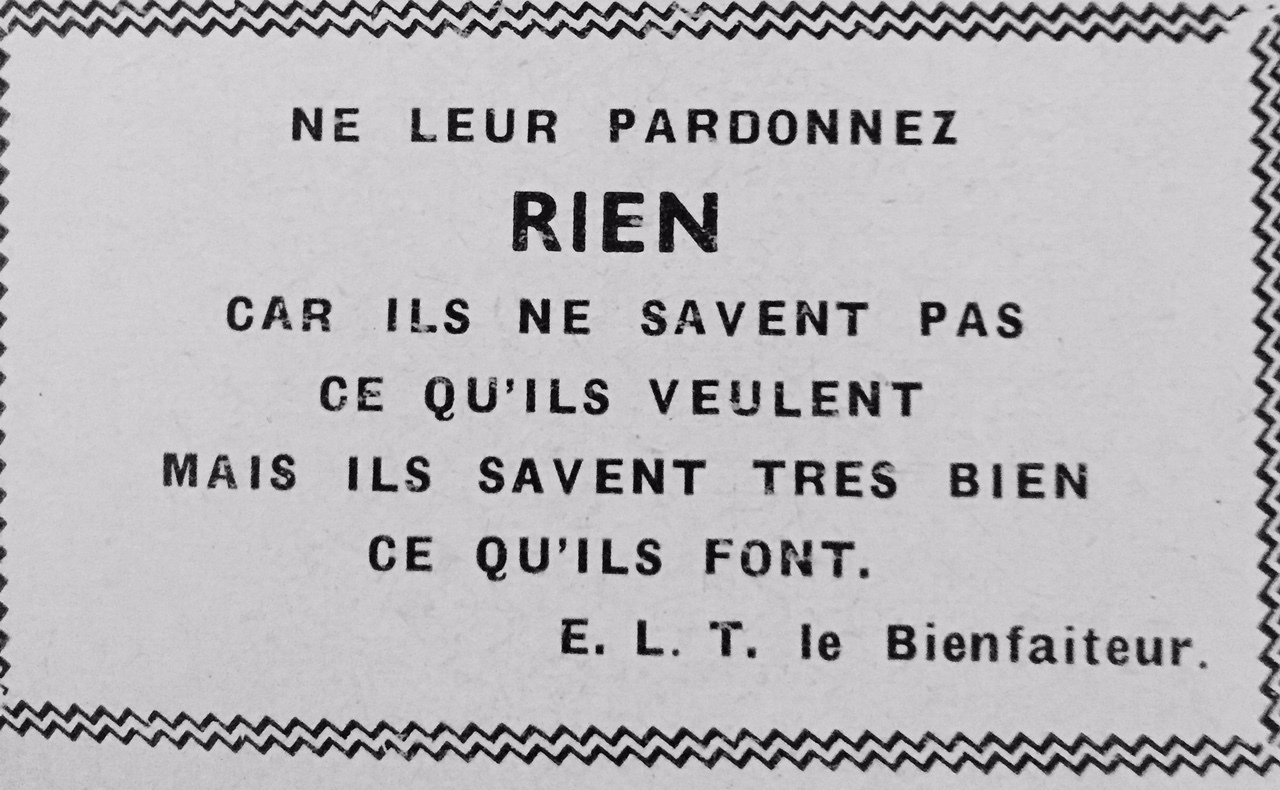 NE LEUR PARDONNEZ
RIEN
CAR ILS NE SAVENT PAS
CE QU'ILS VEULENT
MAIS ILS SAVENT TRES BIEN
CE QU'ILS FONT.
E. L. T. le Bienfaiteur.